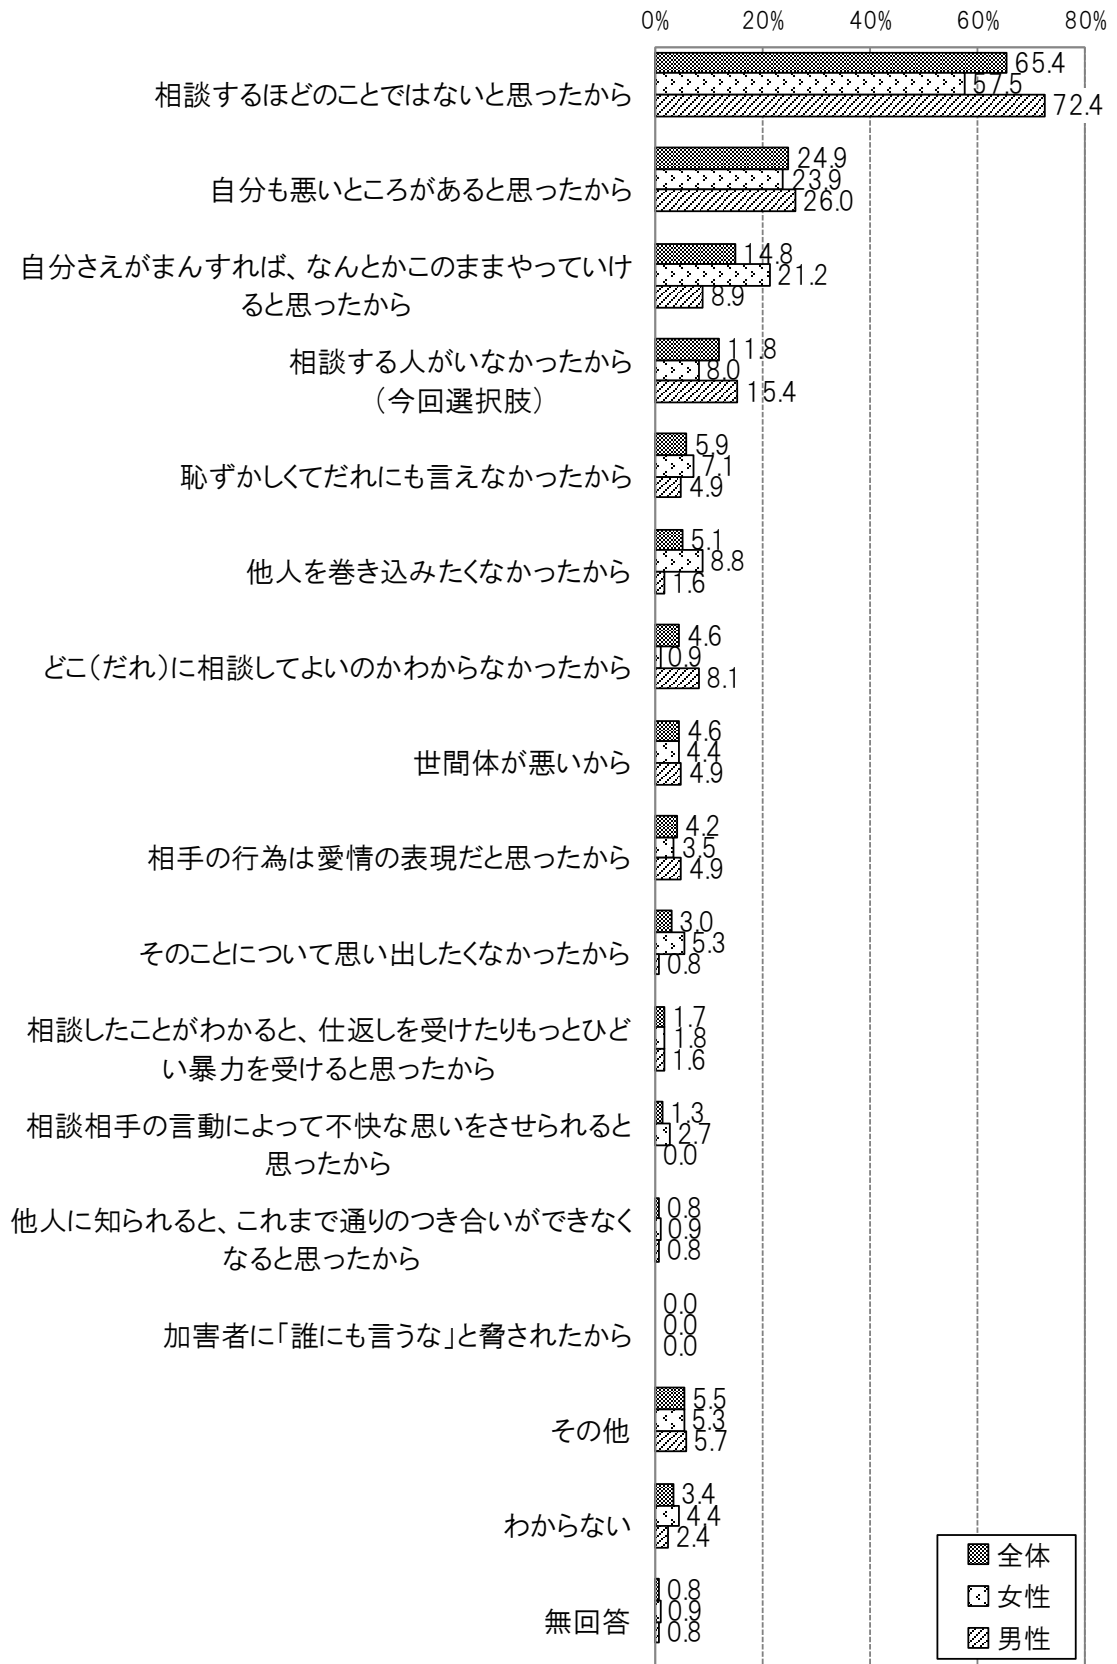 0% 20% 40% 60% 80%
相談するほどのことではないと思ったから
65.4
57.5
72.4
自分も悪いところがあると思ったから
24.9
23.9
26.0
自分さえがまんすれば、なんとかこのままやっていけ
ると思ったから
14.8
21.2
8.9
相談する人がいなかったから
（今回選択肢）
11.8
8.0
15.4
恥ずかしくてだれにも言えなかったから
5.9
7.1
4.9
他人を巻き込みたくなかったから
5.1
8.8
1.6
どこ（だれ）に相談してよいのかわからなかったから
4.6
0.9
8.1
世間体が悪いから
4.6
4.4
4.9
相手の行為は愛情の表現だと思ったから
4.2
3.5
4.9
そのことについて思い出したくなかったから
3.0
5.3
0.8
相談したことがわかると、仕返しを受けたりもっとひど
い暴力を受けると思ったから
1.7
1.8
1.6
相談相手の言動によって不快な思いをさせられると
思ったから
1.3
2.7
0.0
他人に知られると、これまで通りのつき合いができなく
なると思ったから
0.8
0.9
0.8
加害者に「誰にも言うな」と脅されたから
0.0
0.0
0.0
その他
5.5
5.3
5.7
わからない
3.4
4.4
2.4
無回答
0.8
0.9
0.8
全体
女性
男性